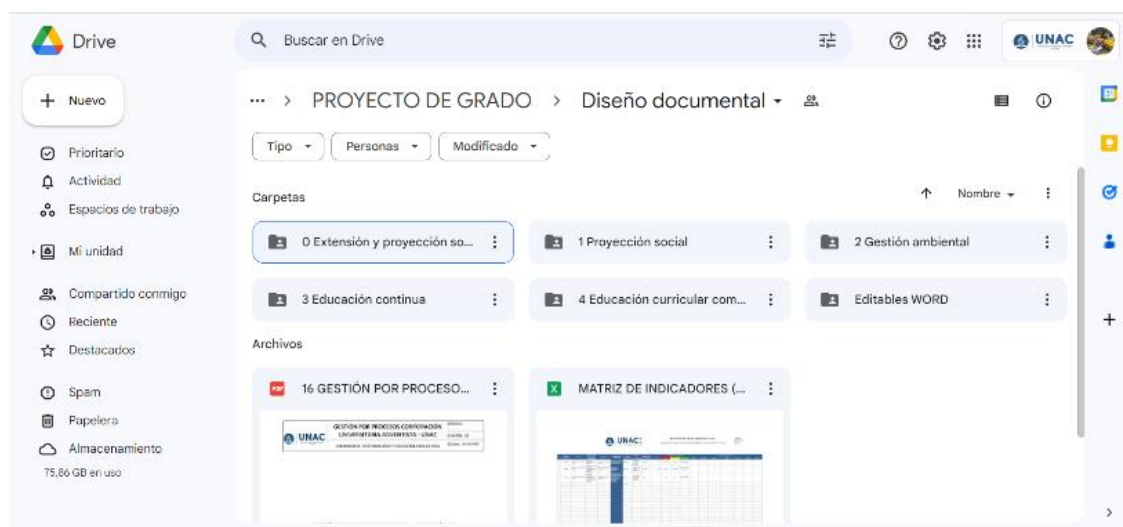 Drive
Buscar en Drive
UNAC
Nuevo
PROYECTO DE GRADO > Diseño documental
Tipo
Personas
Modificado
Prioritario
Actividad
Espacios de trabajo
Mi unidad
Compartido conmigo
Reciente
Destacados
Spam
Papelera
Almacenamiento
75,86 GB en uso
Carpetas
Nombre
0 Extensión y proyección so...
1 Proyección social
2 Gestión ambiental
3 Educación continua
4 Educación curricular com...
Editables WORD
Archivos
16 GESTIÓN POR PROCESO...
MATRIZ DE INDICADORES (...
GESTIÓN POR PROCESOS CORPORACIÓN
UNIVERSITARIA ADVENTISTA - UNAC
UNAC
UNAC